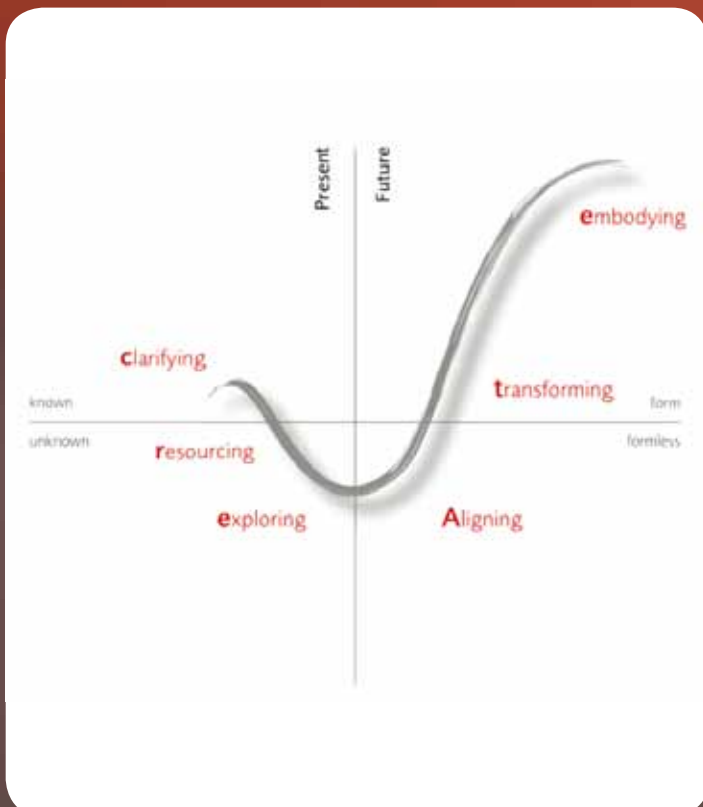 Present
Future
embodying
clarifying
transforming
known
form
unknown
formless
resourcing
exploring
Aligning